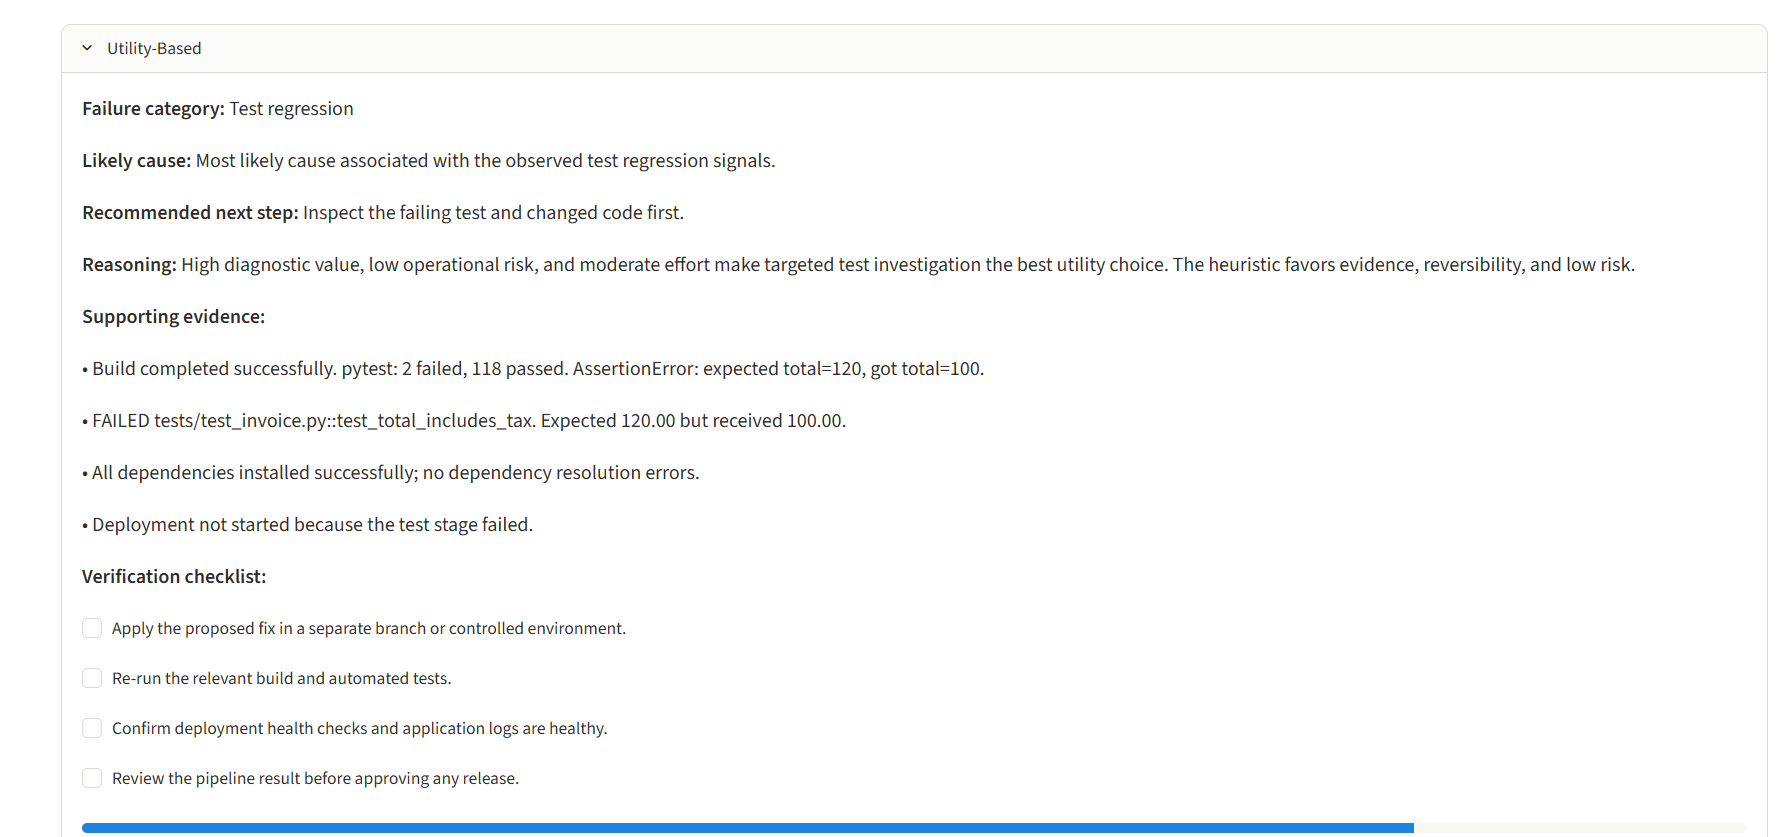 Utility-Based
Failure category: Test regression
Likely cause: Most likely cause associated with the observed test regression signals.
Recommended next step: Inspect the failing test and changed code first.
Reasoning: High diagnostic value, low operational risk, and moderate effort make targeted test investigation the best utility choice. The heuristic favors evidence, reversibility, and low risk.
Supporting evidence:
• Build completed successfully. pytest: 2 failed, 118 passed. AssertionError: expected total=120, got total=100.
• FAILED tests/test_invoice.py::test_total_includes_tax. Expected 120.00 but received 100.00.
• All dependencies installed successfully; no dependency resolution errors.
• Deployment not started because the test stage failed.
Verification checklist:
Apply the proposed fix in a separate branch or controlled environment.
Re-run the relevant build and automated tests.
Confirm deployment health checks and application logs are healthy.
Review the pipeline result before approving any release.